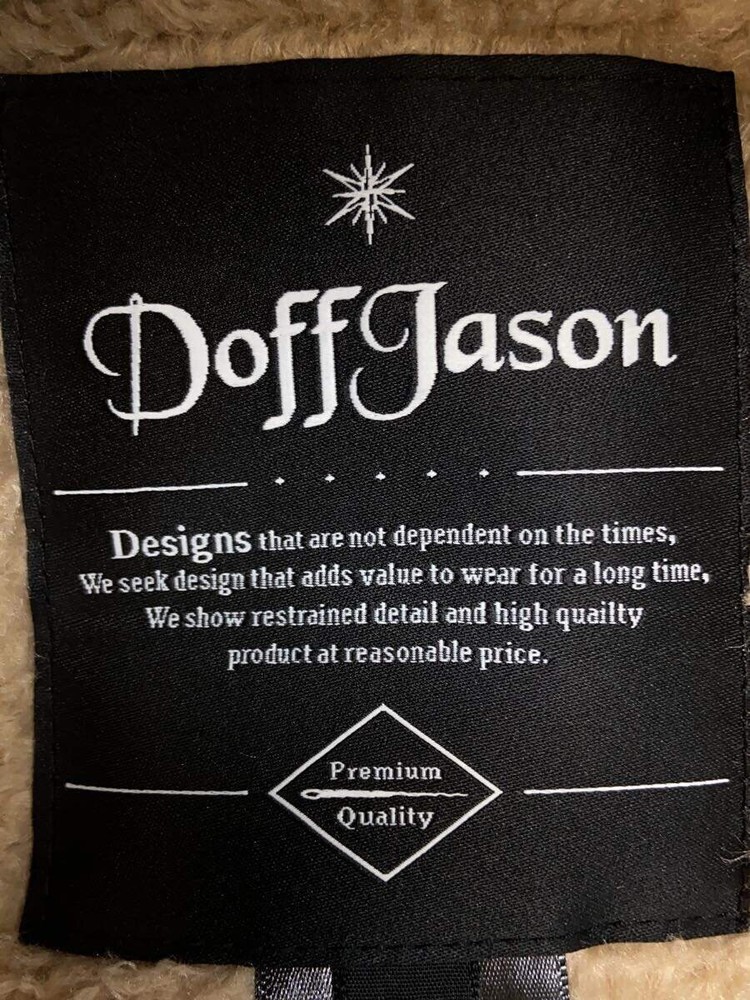 DoffJason
Designs that are not dependent on the times,
We seek design that adds value to wear for a long time,
We show restrained detail and high quailty
product at reasonable price.
Premium
Quality